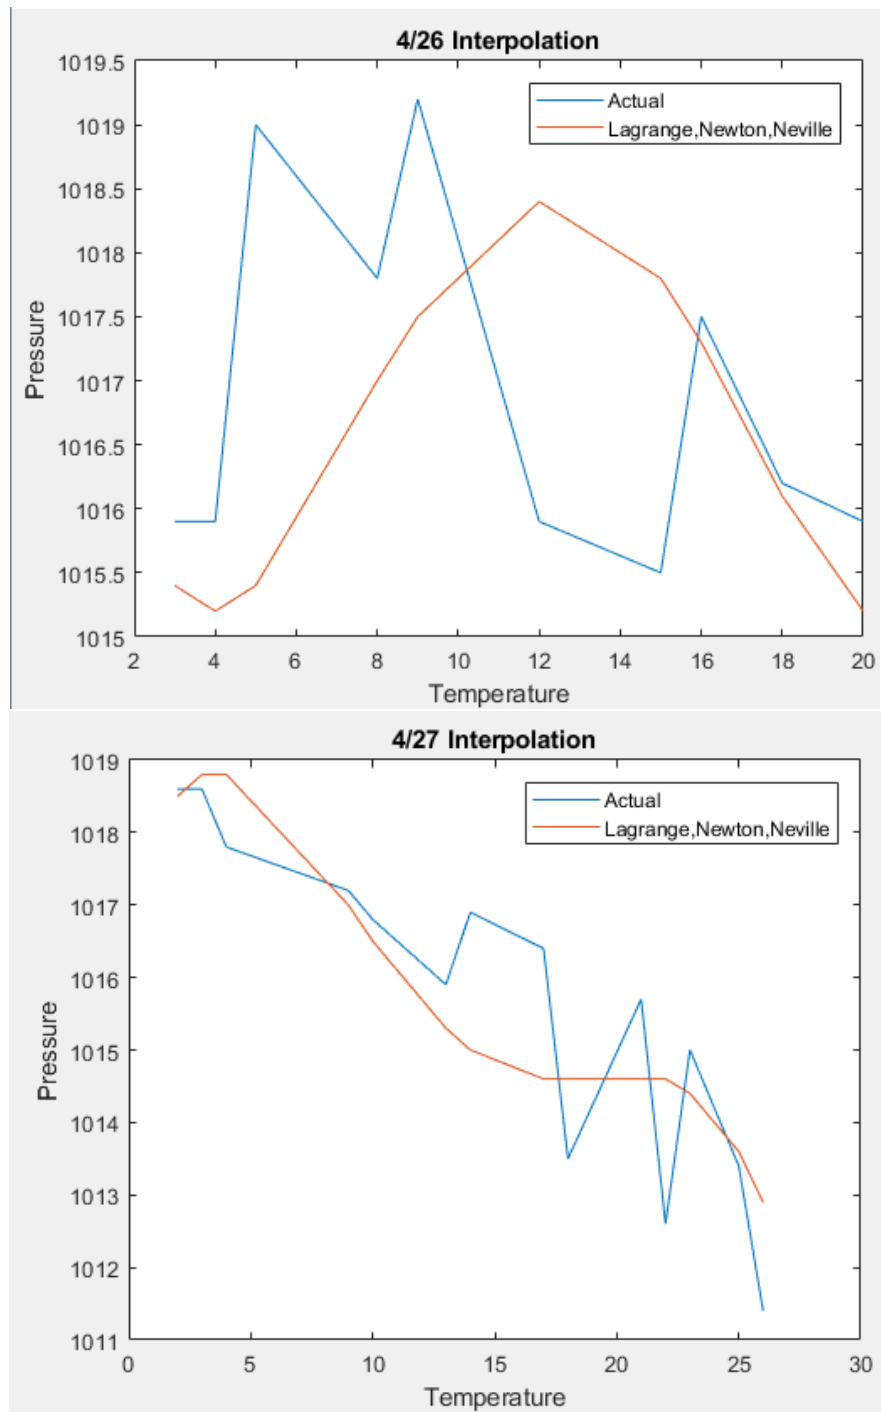 4/26 Interpolation
1019.5
1019
1018.5
1018
1017.5
1017
1016.5
1016
1015.5
1015
Pressure
Actual
Lagrange,Newton,Neville
2 4 6 8 10 12 14 16 18 20
Temperature
4/27 Interpolation
1019
1018
1017
1016
1015
1014
1013
1012
1011
Pressure
Actual
Lagrange,Newton,Neville
0 5 10 15 20 25 30
Temperature